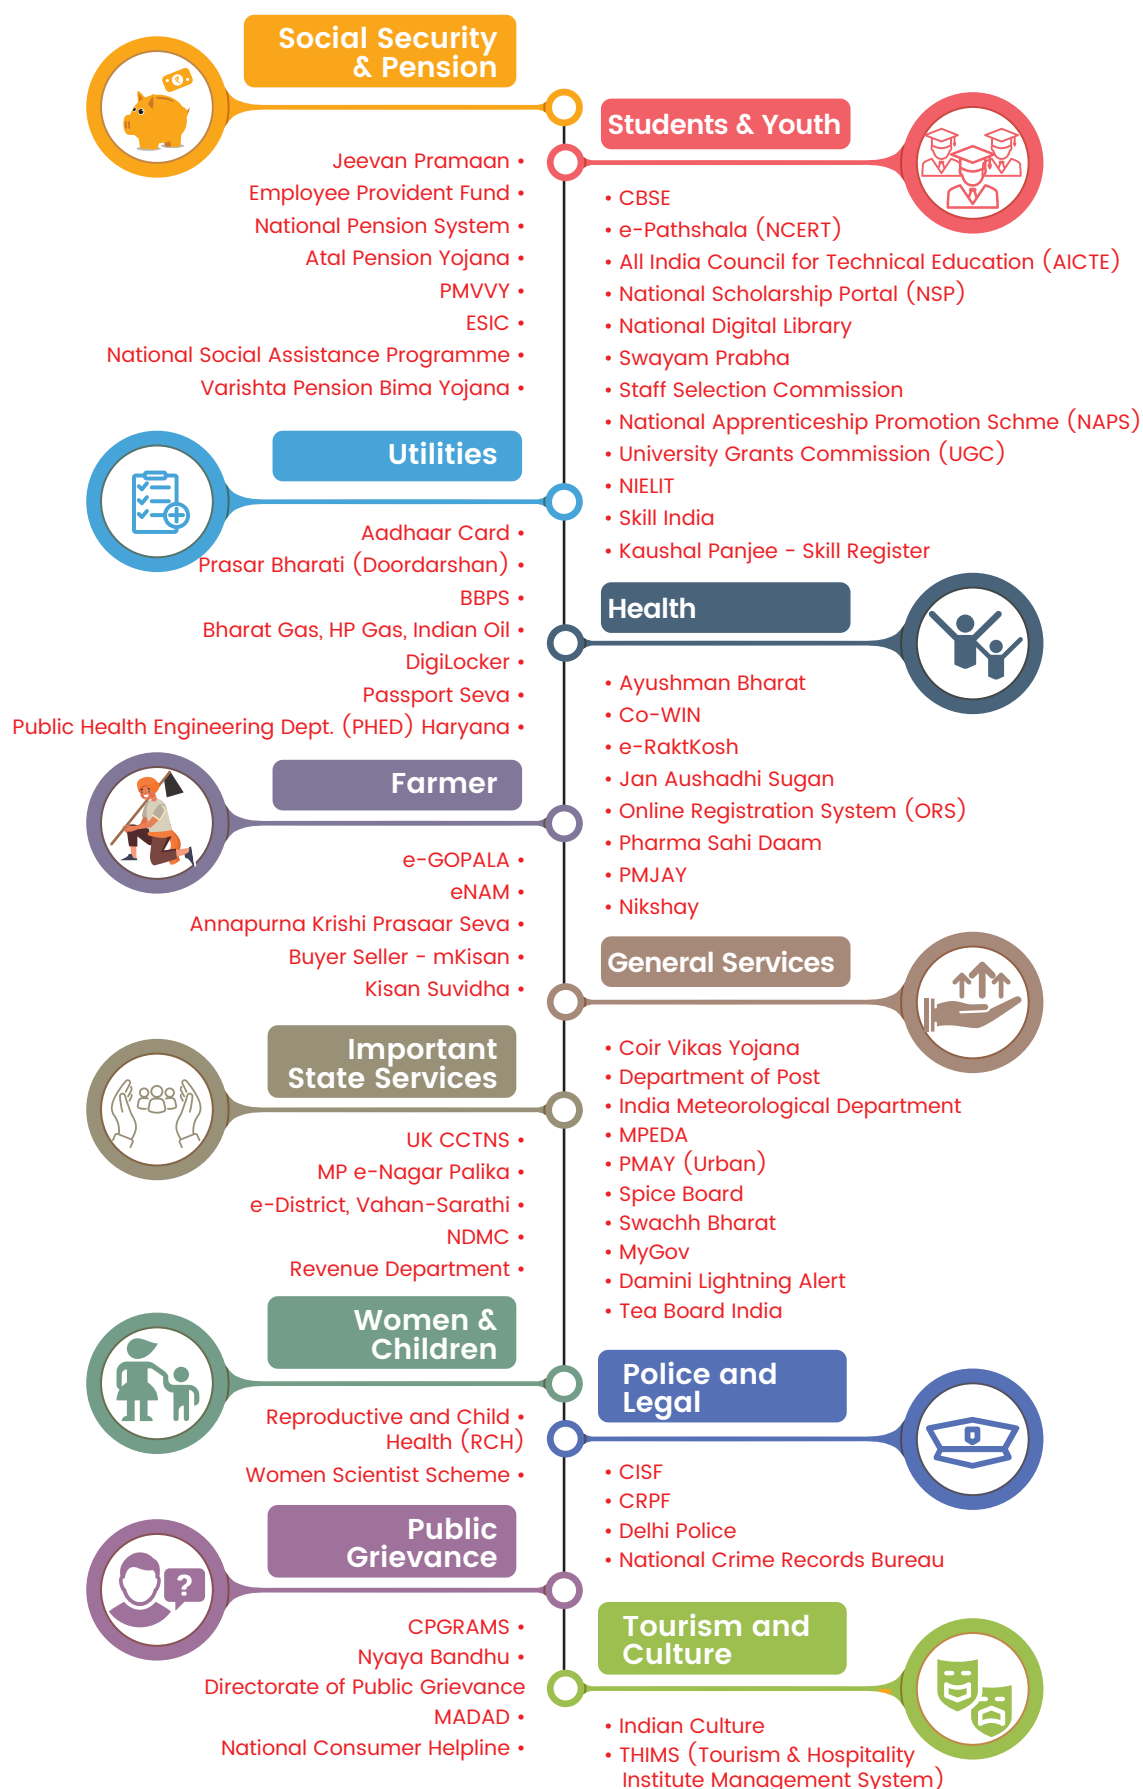 Social Security
& Pension
Jeevan Pramaan •
Employee Provident Fund •
National Pension System •
Atal Pension Yojana •
PMVVY •
ESIC •
National Social Assistance Programme •
Varishta Pension Bima Yojana •
Students & Youth
• CBSE
• e-Pathshala (NCERT)
• All India Council for Technical Education (AICTE)
• National Scholarship Portal (NSP)
• National Digital Library
• Swayam Prabha
• Staff Selection Commission
• National Apprenticeship Promotion Schme (NAPS)
• University Grants Commission (UGC)
• NIELIT
• Skill India
• Kaushal Panjee - Skill Register
Utilities
Aadhaar Card •
Prasar Bharati (Doordarshan) •
BBPS •
Bharat Gas, HP Gas, Indian Oil •
DigiLocker •
Passport Seva •
Public Health Engineering Dept. (PHED) Haryana •
Health
• Ayushman Bharat
• Co-WIN
• e-RaktKosh
• Jan Aushadhi Sugan
• Online Registration System (ORS)
• Pharma Sahi Daam
• PMJAY
• Nikshay
Farmer
e-GOPALA •
eNAM •
Annapurna Krishi Prasaar Seva •
Buyer Seller - mKisan •
Kisan Suvidha •
General Services
• Coir Vikas Yojana
• Department of Post
• India Meteorological Department
• MPEDA
• PMAY (Urban)
• Spice Board
• Swachh Bharat
• MyGov
• Damini Lightning Alert
• Tea Board India
Important
State Services
UK CCTNS •
MP e-Nagar Palika •
e-District, Vahan-Sarathi •
NDMC •
Revenue Department •
Women &
Children
Reproductive and Child •
Health (RCH)
Women Scientist Scheme •
Police and
Legal
• CISF
• CRPF
• Delhi Police
• National Crime Records Bureau
Public
Grievance
?
CPGRAMS •
Nyaya Bandhu •
Directorate of Public Grievance
MADAD •
National Consumer Helpline •
Tourism and
Culture
• Indian Culture
• THIMS (Tourism & Hospitality
Institute Management System)